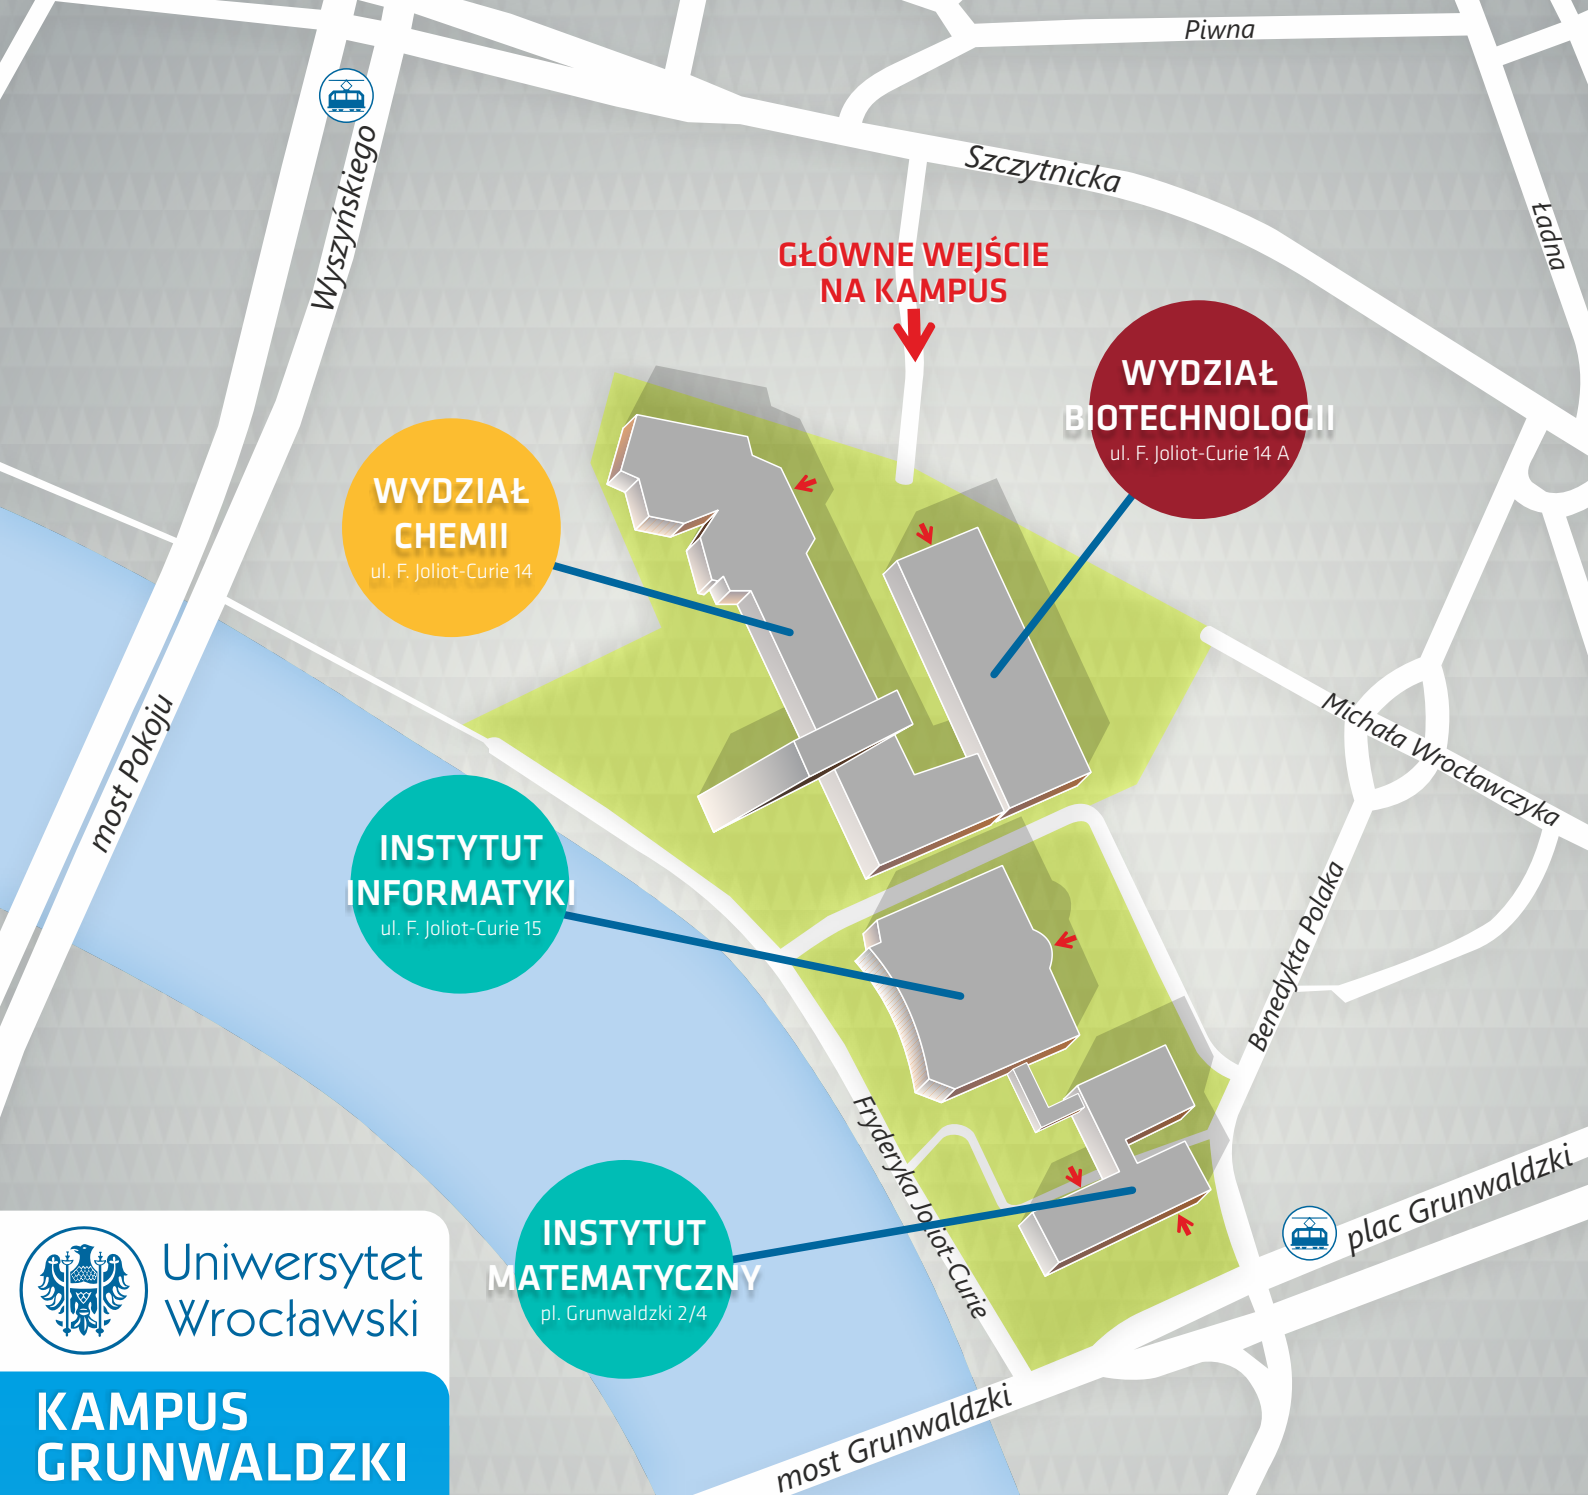 Piwna
Szczytnicka
Wyszyńskiego
Ładna
GŁÓWNE WEJŚCIE
NA KAMPUS
WYDZIAŁ
BIOTECHNOLOGII
ul. F. Joliot-Curie 14 A
WYDZIAŁ
CHEMII
ul. F. Joliot-Curie 14
most Pokoju
Michała Wrocławczyka
INSTYTUT
INFORMATYKI
ul. F. Joliot-Curie 15
Benedykta Polaka
Fryderyka Joliot-Curie
INSTYTUT
MATEMATYCZNY
pl. Grunwaldzki 2/4
plac Grunwaldzki
most Grunwaldzki
Uniwersytet
Wrocławski
KAMPUS
GRUNWALDZKI